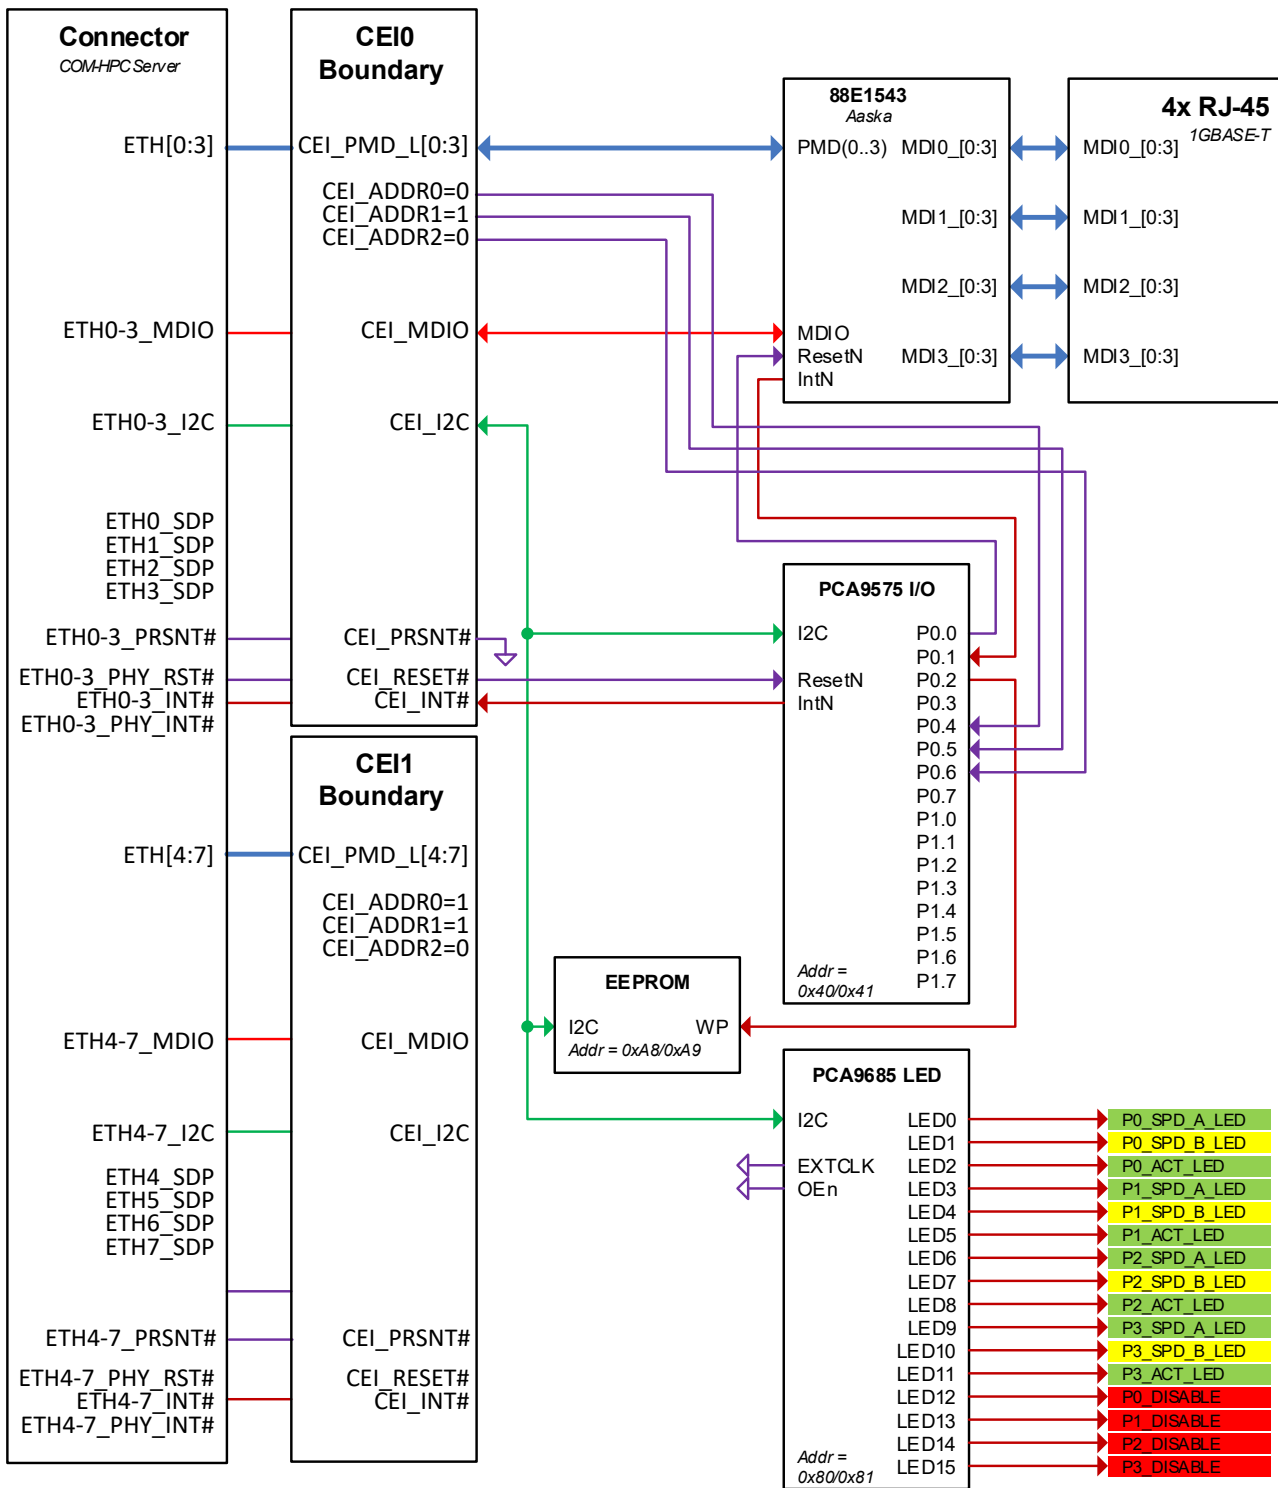 Connector
COM-HPC Server
ETH[0:3]
ETH0-3_MDIO
ETH0-3_I2C
ETH0_SDP
ETH1_SDP
ETH2_SDP
ETH3_SDP
ETH0-3_PRSNT#
ETH0-3_PHY_RST#
ETH0-3_INT#
ETH0-3_PHY_INT#
ETH[4:7]
ETH4-7_MDIO
ETH4-7_I2C
ETH4_SDP
ETH5_SDP
ETH6_SDP
ETH7_SDP
ETH4-7_PRSNT#
ETH4-7_PHY_RST#
ETH4-7_INT#
ETH4-7_PHY_INT#
CEI0
Boundary
CEI_PMD_L[0:3]
CEI_ADDR0=0
CEI_ADDR1=1
CEI_ADDR2=0
CEI_MDIO
CEI_I2C
CEI_PRSNT#
CEI_RESET#
CEI_INT#
CEI1
Boundary
CEI_PMD_L[4:7]
CEI_ADDR0=1
CEI_ADDR1=1
CEI_ADDR2=0
CEI_MDIO
CEI_I2C
CEI_PRSNT#
CEI_RESET#
CEI_INT#
88E1543
Aaska
PMD(0..3)
MDIO
ResetN
IntN
MDI0_[0:3]
MDI1_[0:3]
MDI2_[0:3]
MDI3_[0:3]
4x RJ-45
1GBASE-T
MDI0_[0:3]
MDI1_[0:3]
MDI2_[0:3]
MDI3_[0:3]
PCA9575 I/O
I2C
ResetN
IntN
P0.0
P0.1
P0.2
P0.3
P0.4
P0.5
P0.6
P0.7
P1.0
P1.1
P1.2
P1.3
P1.4
P1.5
P1.6
P1.7
Addr =
0x40/0x41
EEPROM
I2C
WP
Addr = 0xA8/0xA9
PCA9685 LED
I2C
EXTCLK
OEn
LED0
LED1
LED2
LED3
LED4
LED5
LED6
LED7
LED8
LED9
LED10
LED11
LED12
LED13
LED14
LED15
Addr =
0x80/0x81
P0_SPD_A_LED
P0_SPD_B_LED
P0_ACT_LED
P1_SPD_A_LED
P1_SPD_B_LED
P1_ACT_LED
P2_SPD_A_LED
P2_SPD_B_LED
P2_ACT_LED
P3_SPD_A_LED
P3_SPD_B_LED
P3_ACT_LED
P0_DISABLE
P1_DISABLE
P2_DISABLE
P3_DISABLE